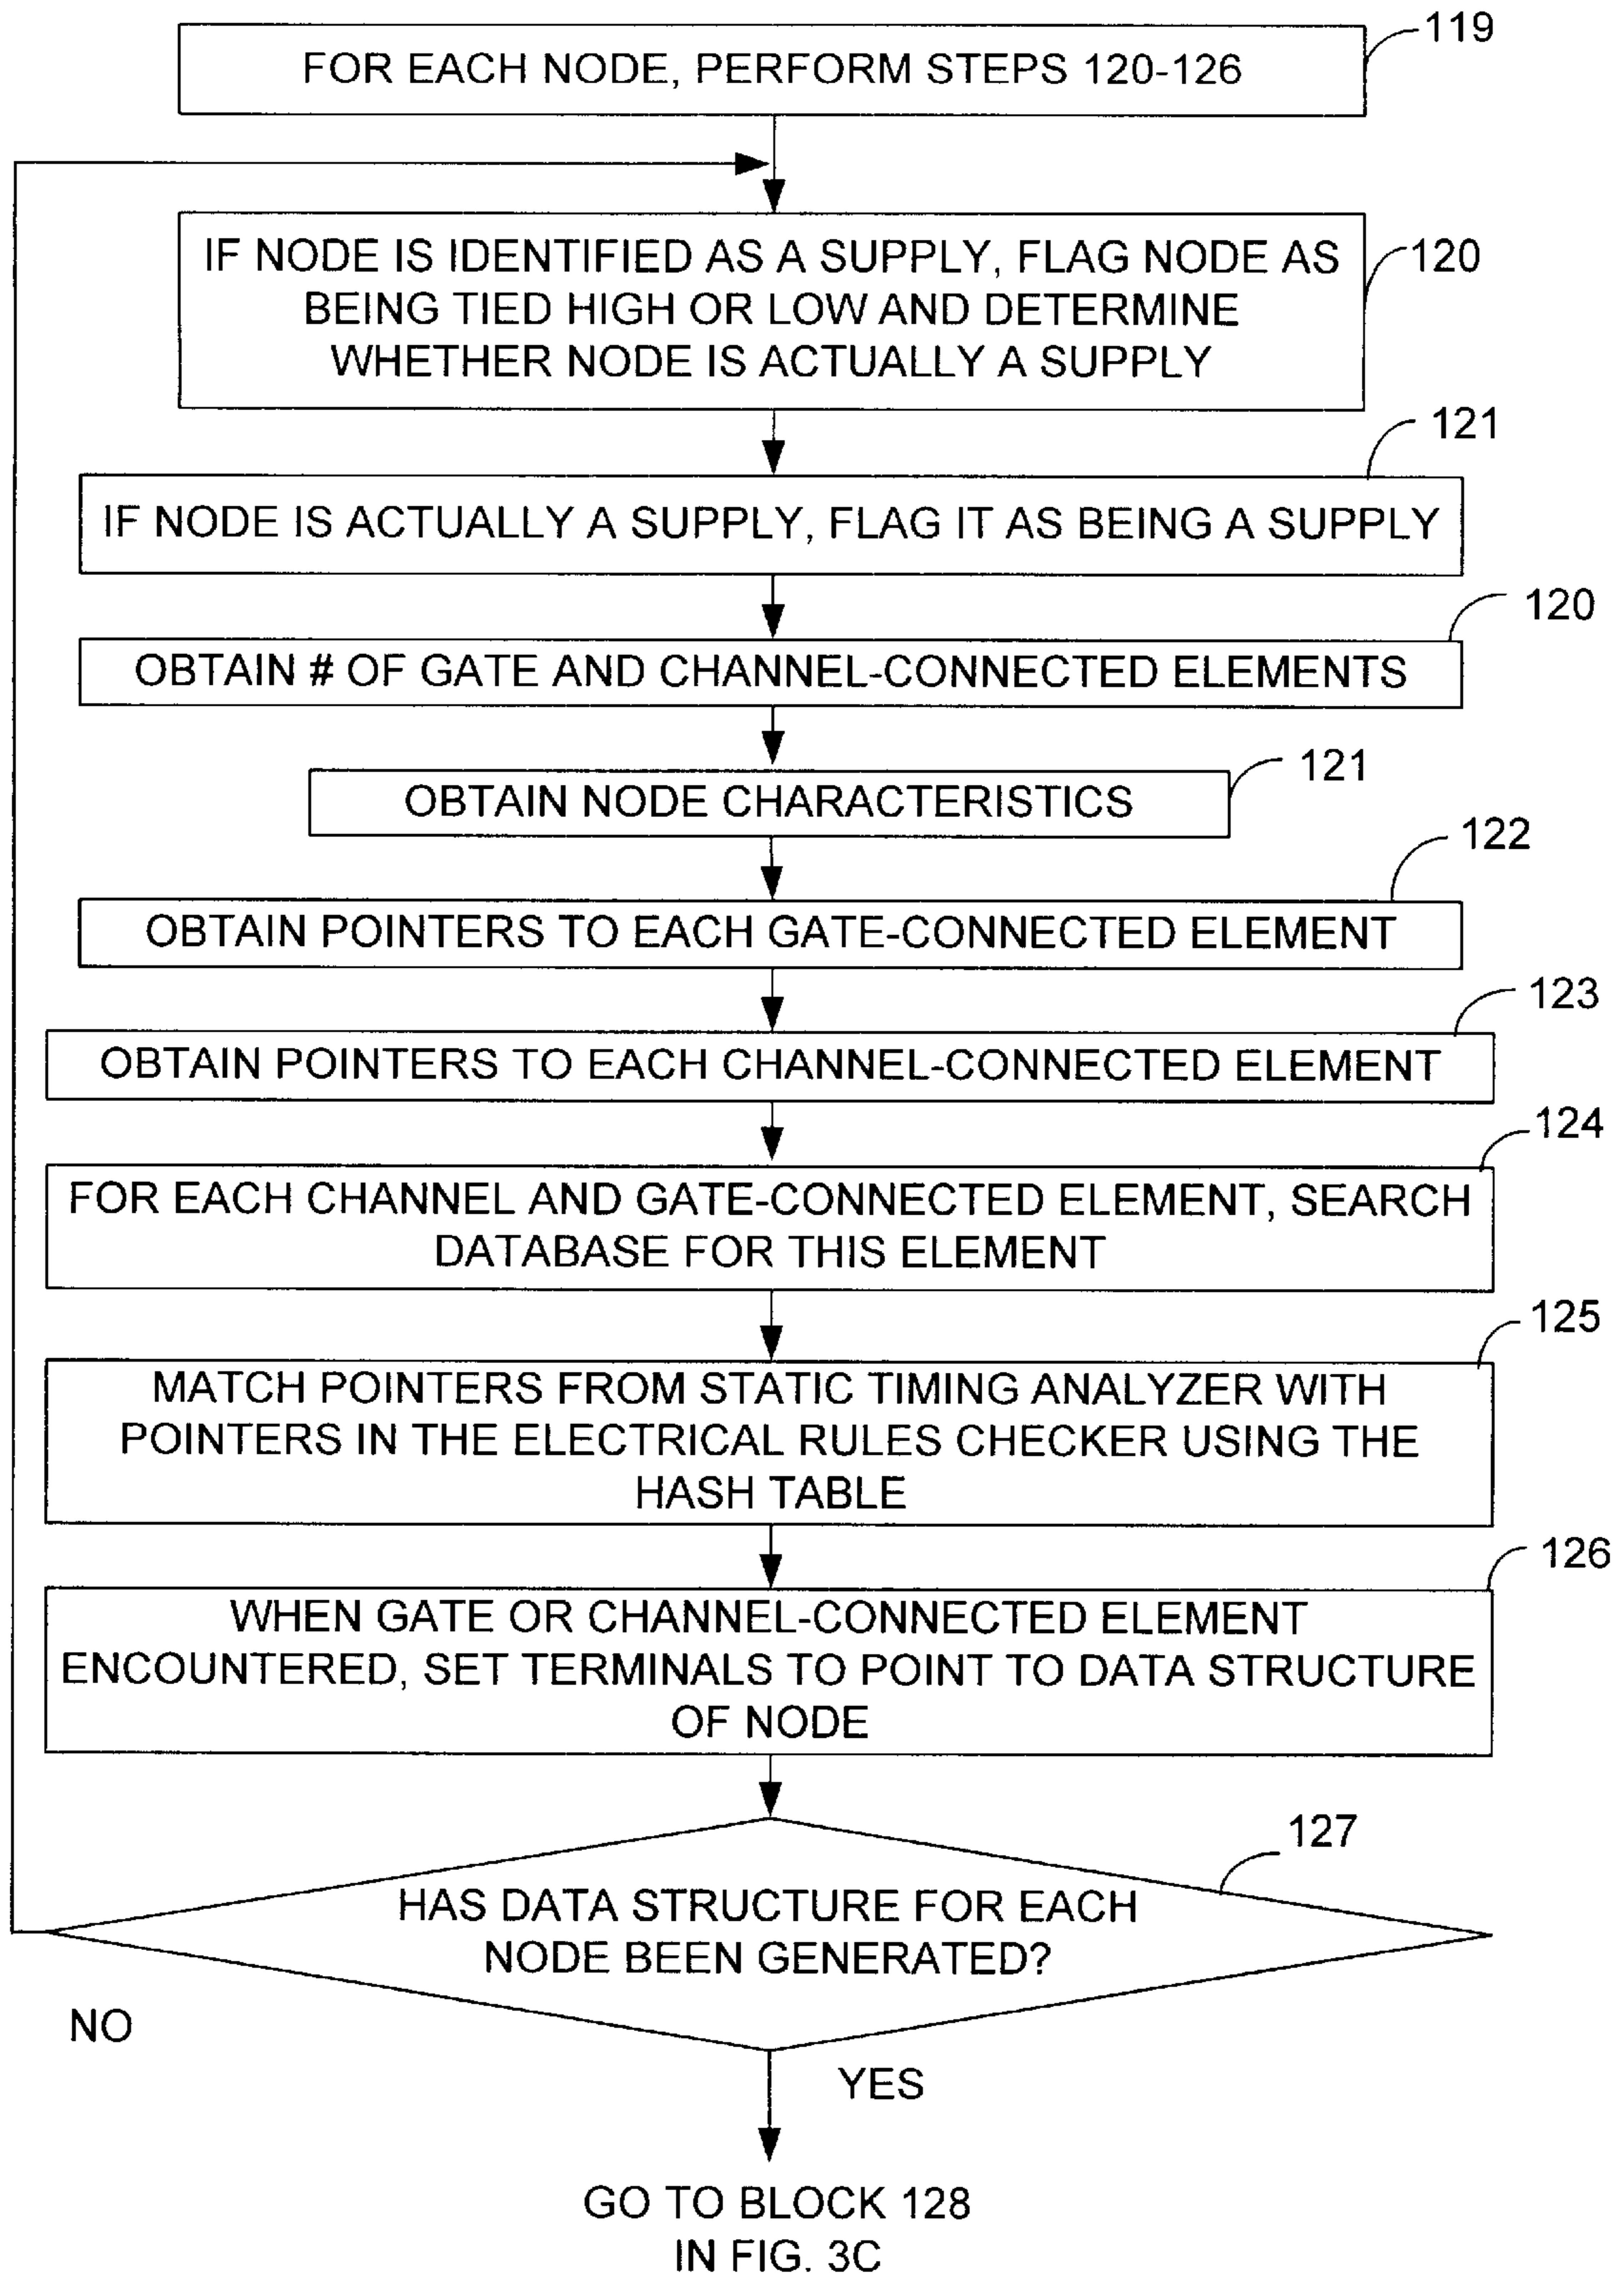 119
FOR EACH NODE, PERFORM STEPS 120-126
IF NODE IS IDENTIFIED AS A SUPPLY, FLAG NODE AS
BEING TIED HIGH OR LOW AND DETERMINE
WHETHER NODE IS ACTUALLY A SUPPLY
120
121
IF NODE IS ACTUALLY A SUPPLY, FLAG IT AS BEING A SUPPLY
120
OBTAIN # OF GATE AND CHANNEL-CONNECTED ELEMENTS
121
OBTAIN NODE CHARACTERISTICS
122
OBTAIN POINTERS TO EACH GATE-CONNECTED ELEMENT
123
OBTAIN POINTERS TO EACH CHANNEL-CONNECTED ELEMENT
124
FOR EACH CHANNEL AND GATE-CONNECTED ELEMENT, SEARCH
DATABASE FOR THIS ELEMENT
125
MATCH POINTERS FROM STATIC TIMING ANALYZER WITH
POINTERS IN THE ELECTRICAL RULES CHECKER USING THE
HASH TABLE
126
WHEN GATE OR CHANNEL-CONNECTED ELEMENT
ENCOUNTERED, SET TERMINALS TO POINT TO DATA STRUCTURE
OF NODE
127
HAS DATA STRUCTURE FOR EACH
NODE BEEN GENERATED?
NO
YES
GO TO BLOCK 128
IN FIG. 3C